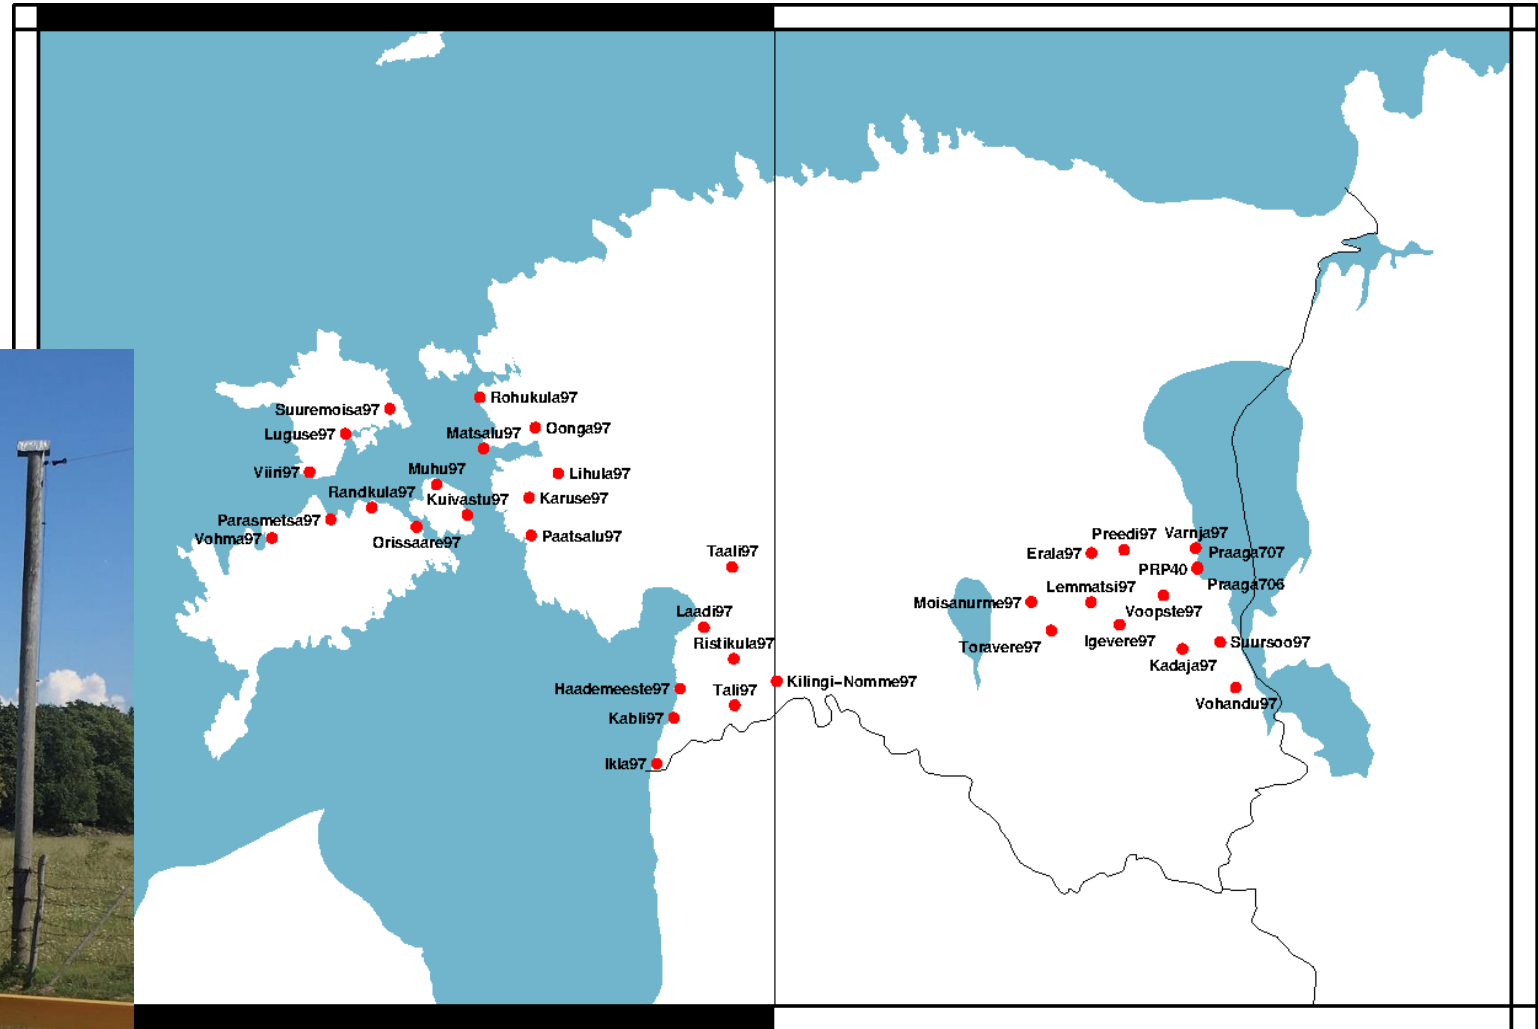 Rohukula97
Suuremoisa97
Oonga97
Luguse97
Matsalu97
Viiri97
Muhu97
Lihula97
Randkula97
Kuivastu97
Karuse97
Parasmetsa97
Vohma97
Orissaare97
Paatsalu97
Preedi97
Varnja97
Taali97
Erala97
Praaga707
PRP40
Praaga706
Lemmatsi97
Moisanurme97
Voopste97
Laadi97
Ristikula97
Toravere97
Igevere97
Suursoo97
Kadaja97
Kilingi-Nomme97
Haademeeste97
Tali97
Vohandu97
Kabli97
Ikla97